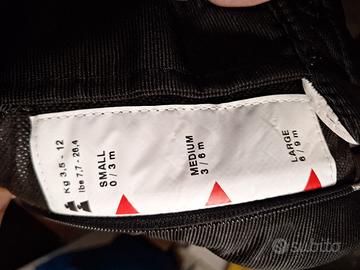 Kg 3,5 - 12
lbs 7,7 - 26,4
SMALL
0 / 3 m
MEDIUM
3 / 6 m
LARGE
6 / 9 m
subito